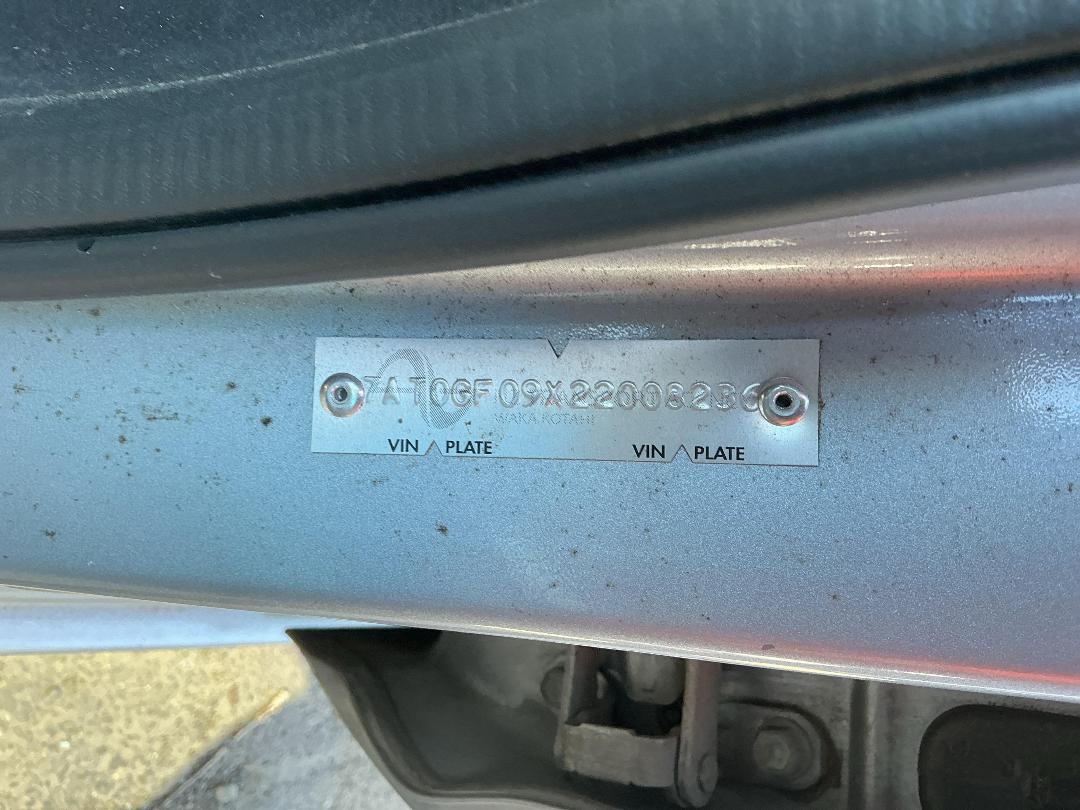 7AT0GF09X22008236
WAKA KOTAHI
VIN PLATE VIN PLATE